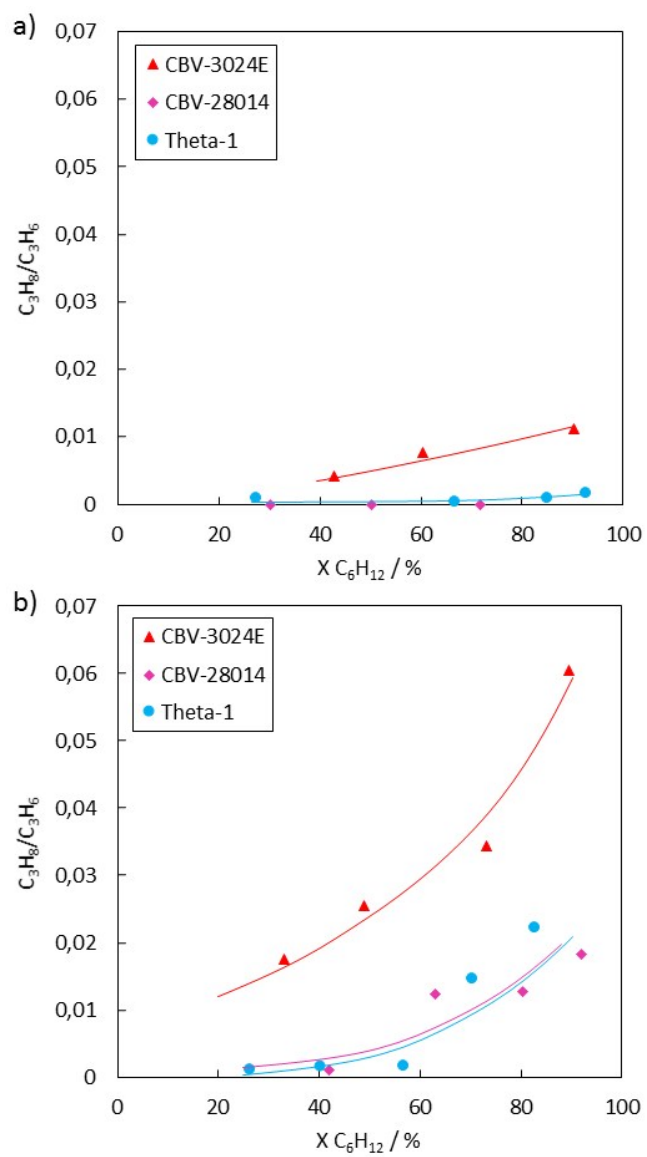 a)
0,07
0,06
0,05
0,04
0,03
0,02
0,01
0
C₃H₈/C₃H₆
CBV-3024E
CBV-28014
Theta-1
0 20 40 60 80 100
X C₆H₁₂ / %
b)
0,07
0,06
0,05
0,04
0,03
0,02
0,01
0
C₃H₈/C₃H₆
CBV-3024E
CBV-28014
Theta-1
0 20 40 60 80 100
X C₆H₁₂ / %